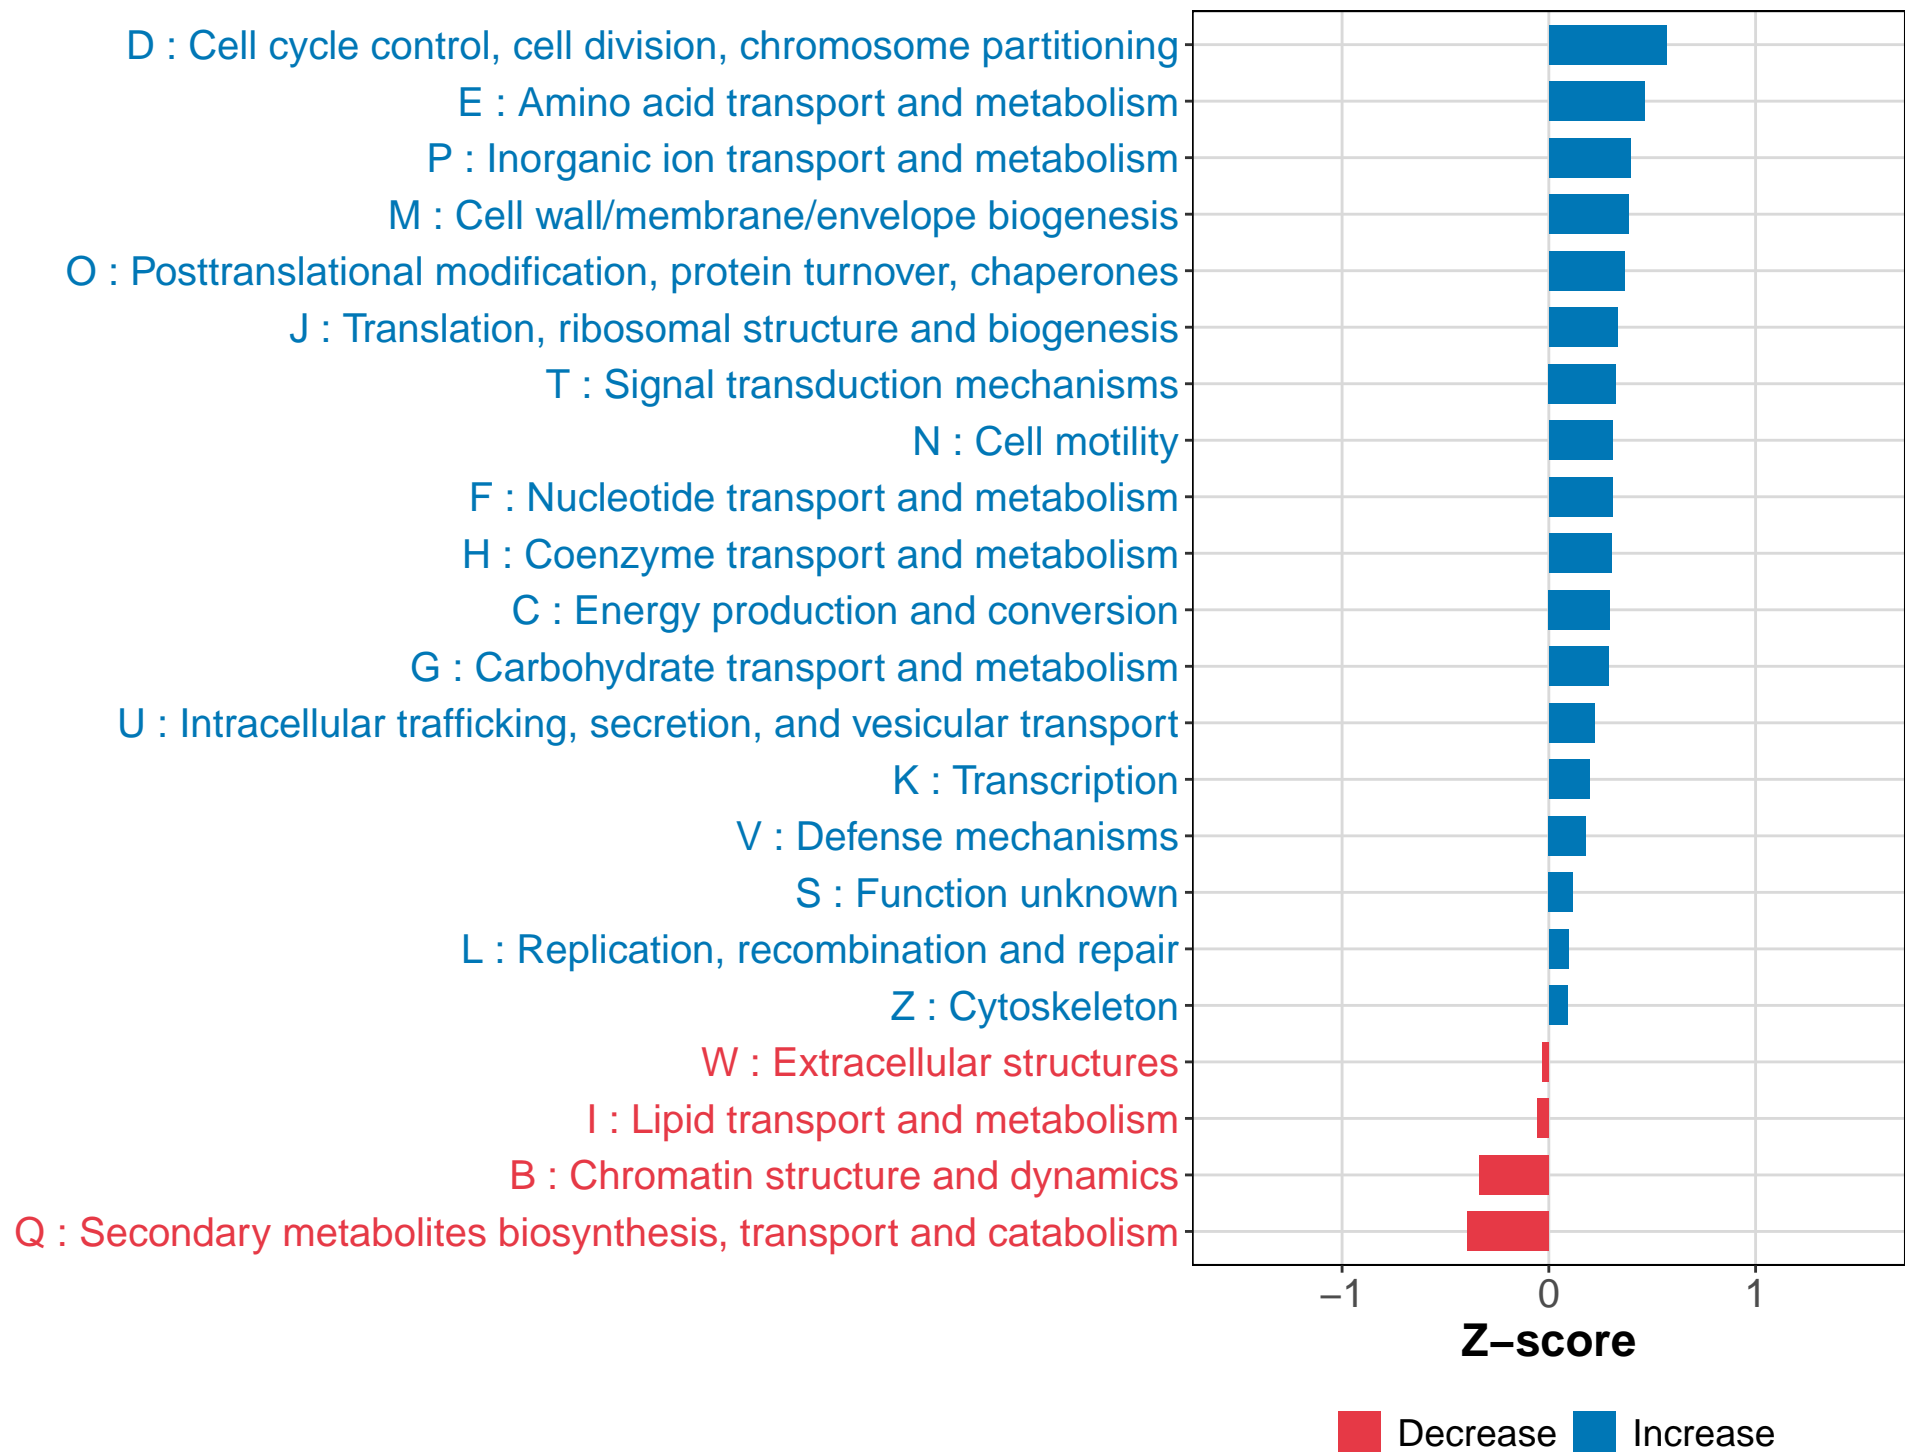 D : Cell cycle control, cell division, chromosome partitioning
E : Amino acid transport and metabolism
P : Inorganic ion transport and metabolism
M : Cell wall/membrane/envelope biogenesis
O : Posttranslational modification, protein turnover, chaperones
J : Translation, ribosomal structure and biogenesis
T : Signal transduction mechanisms
N : Cell motility
F : Nucleotide transport and metabolism
H : Coenzyme transport and metabolism
C : Energy production and conversion
G : Carbohydrate transport and metabolism
U : Intracellular trafficking, secretion, and vesicular transport
K : Transcription
V : Defense mechanisms
S : Function unknown
L : Replication, recombination and repair
Z : Cytoskeleton
W : Extracellular structures
I : Lipid transport and metabolism
B : Chromatin structure and dynamics
Q : Secondary metabolites biosynthesis, transport and catabolism
−1 0 1
Z−score
Decrease Increase